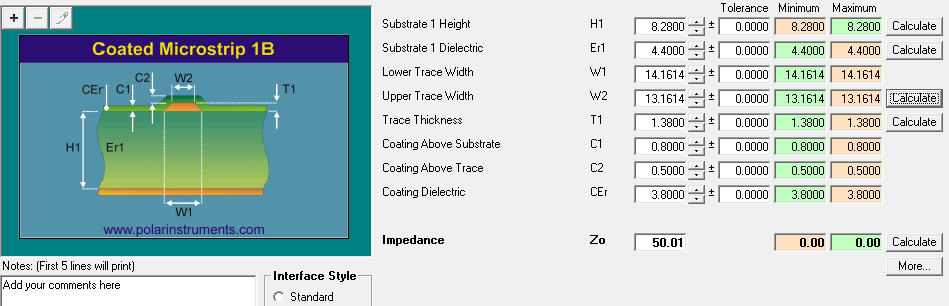 Coated Microstrip 1B
C2 W2
CEr C1 T1
H1 Er1
W1
www.polarinstruments.com
Notes: (First 5 lines will print)
Add your comments here
Interface Style
Standard
Tolerance Minimum Maximum
Substrate 1 Height H1 8.2800 ± 0.0000 8.2800 8.2800 Calculate
Substrate 1 Dielectric Er1 4.4000 ± 0.0000 4.4000 4.4000 Calculate
Lower Trace Width W1 14.1614 ± 0.0000 14.1614 14.1614
Upper Trace Width W2 13.1614 ± 0.0000 13.1614 13.1614 Calculate
Trace Thickness T1 1.3800 ± 0.0000 1.3800 1.3800 Calculate
Coating Above Substrate C1 0.8000 ± 0.0000 0.8000 0.8000
Coating Above Trace C2 0.5000 ± 0.0000 0.5000 0.5000
Coating Dielectric CEr 3.8000 ± 0.0000 3.8000 3.8000
Impedance Zo 50.01 0.00 0.00 Calculate
More...